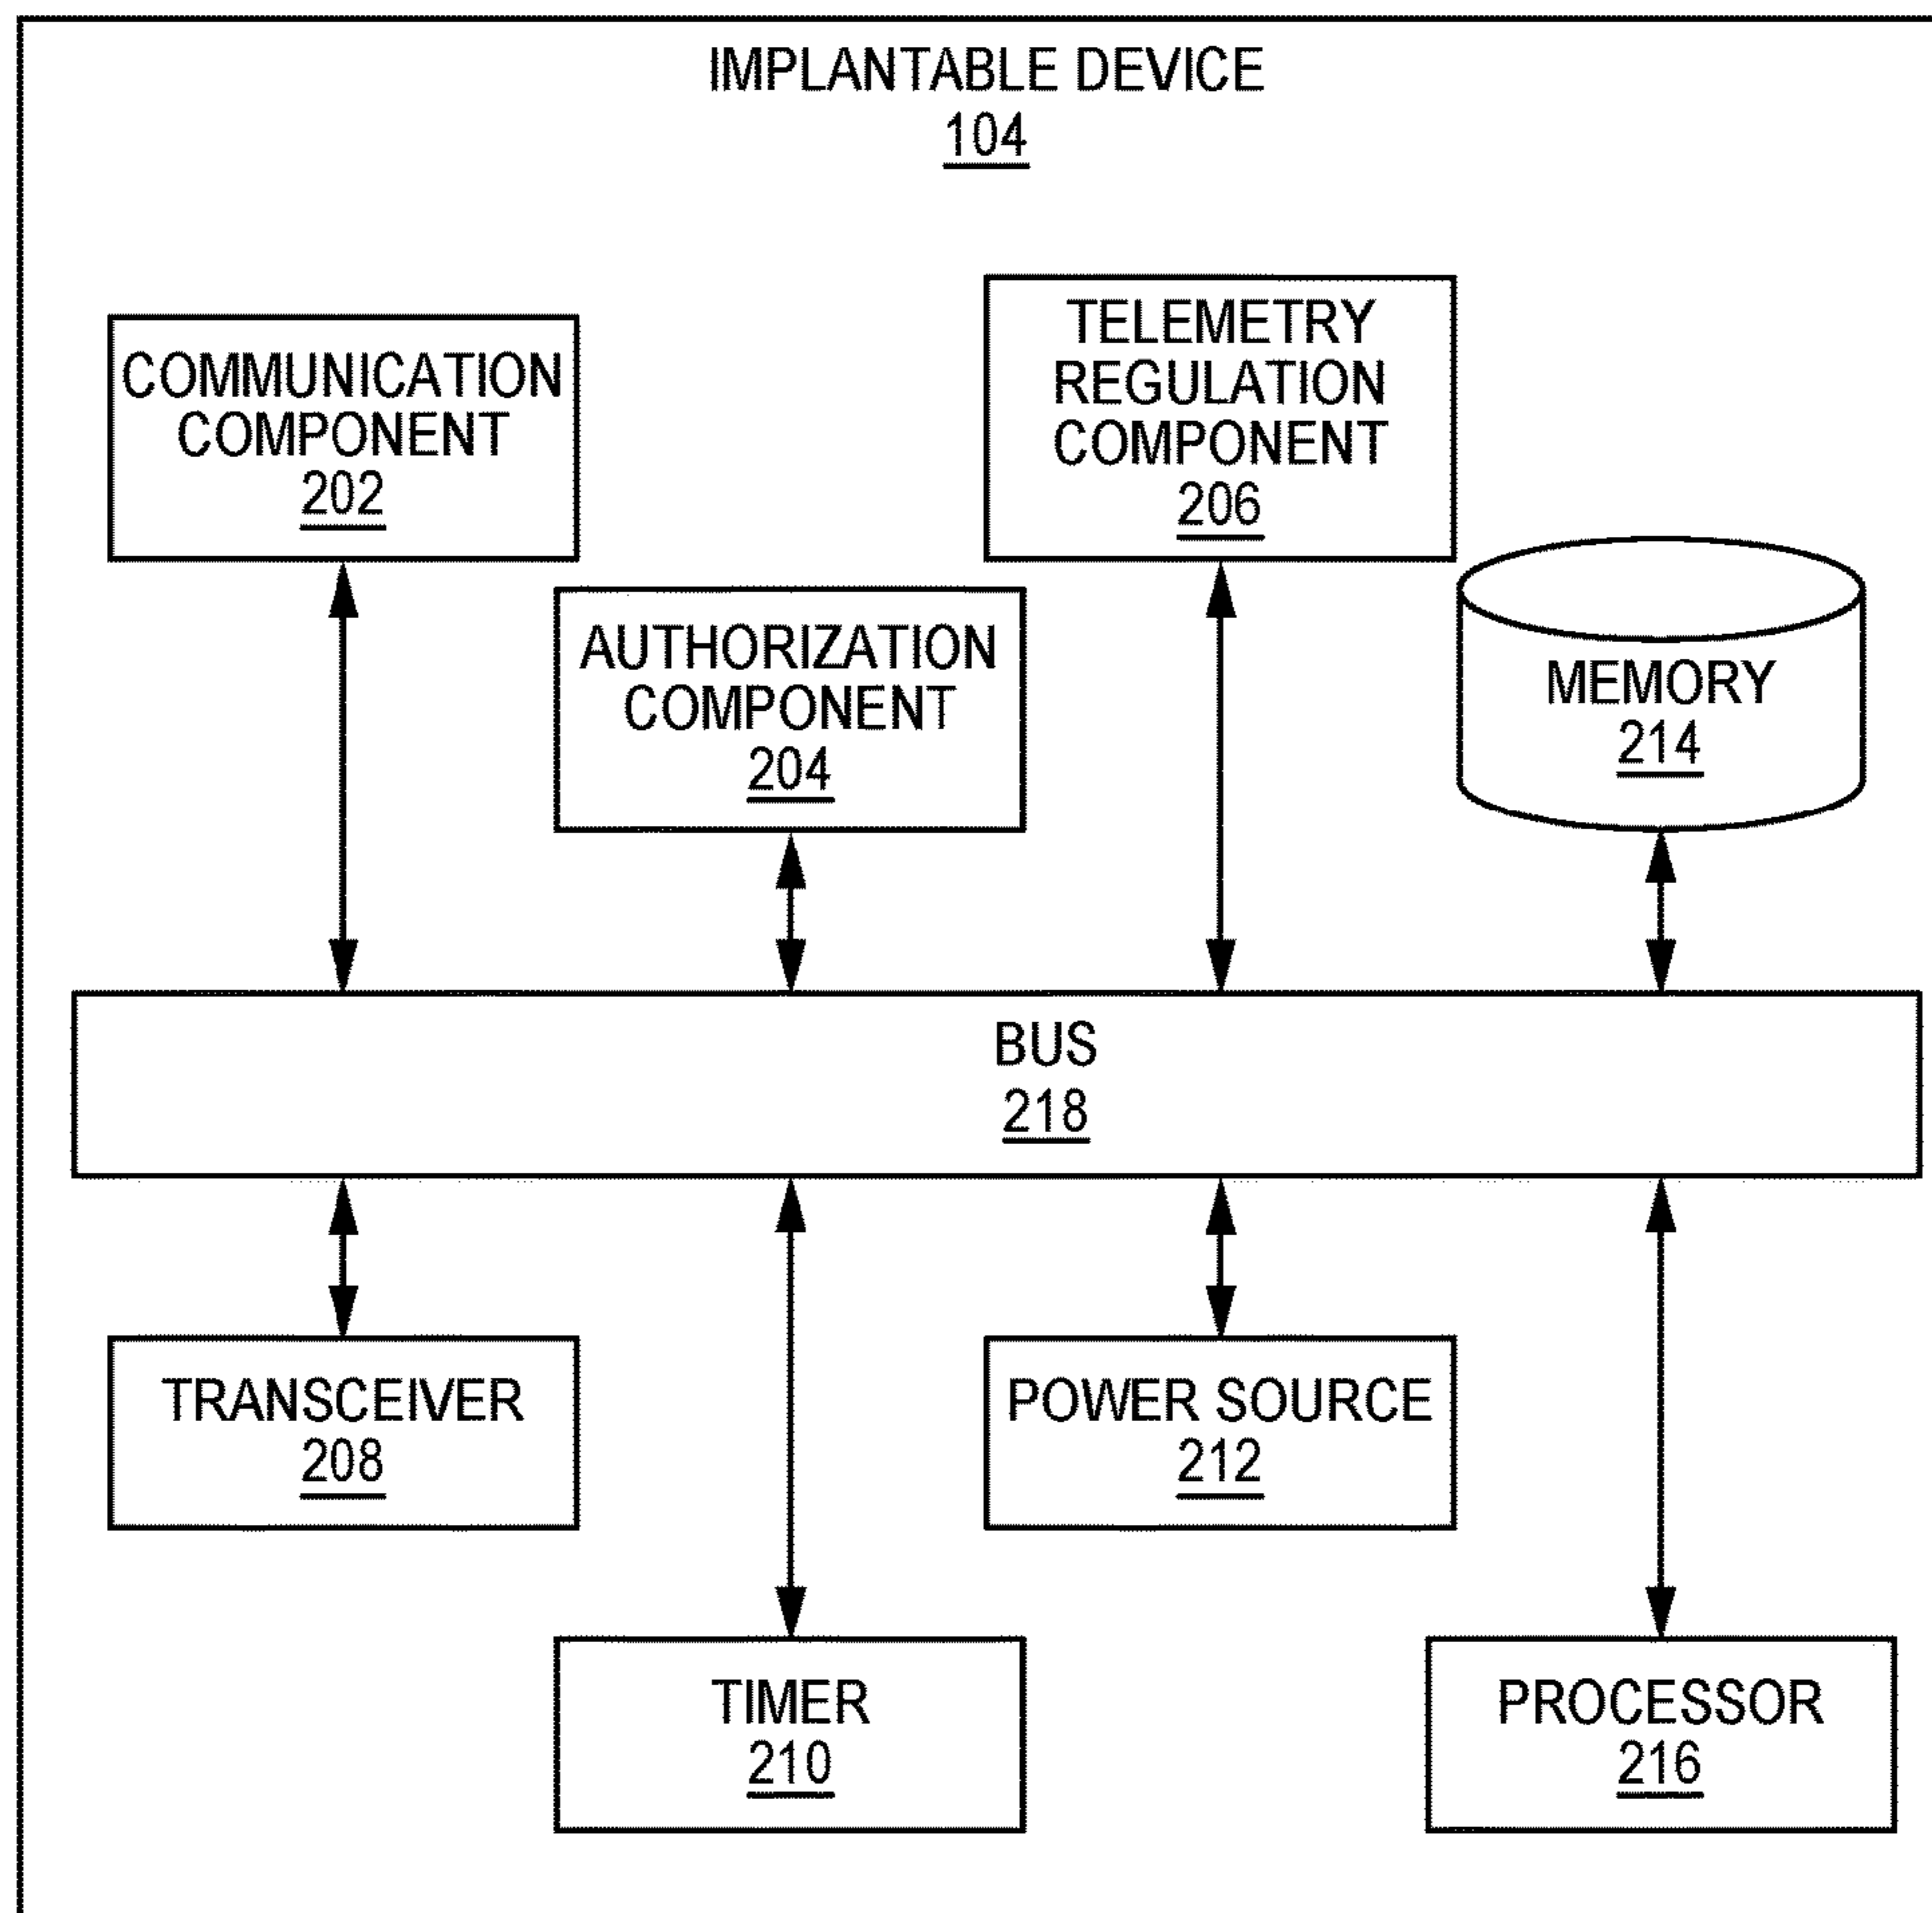 IMPLANTABLE DEVICE
104
COMMUNICATION
COMPONENT
202
TELEMETRY
REGULATION
COMPONENT
206
AUTHORIZATION
COMPONENT
204
MEMORY
214
BUS
218
TRANSCEIVER
208
POWER SOURCE
212
TIMER
210
PROCESSOR
216